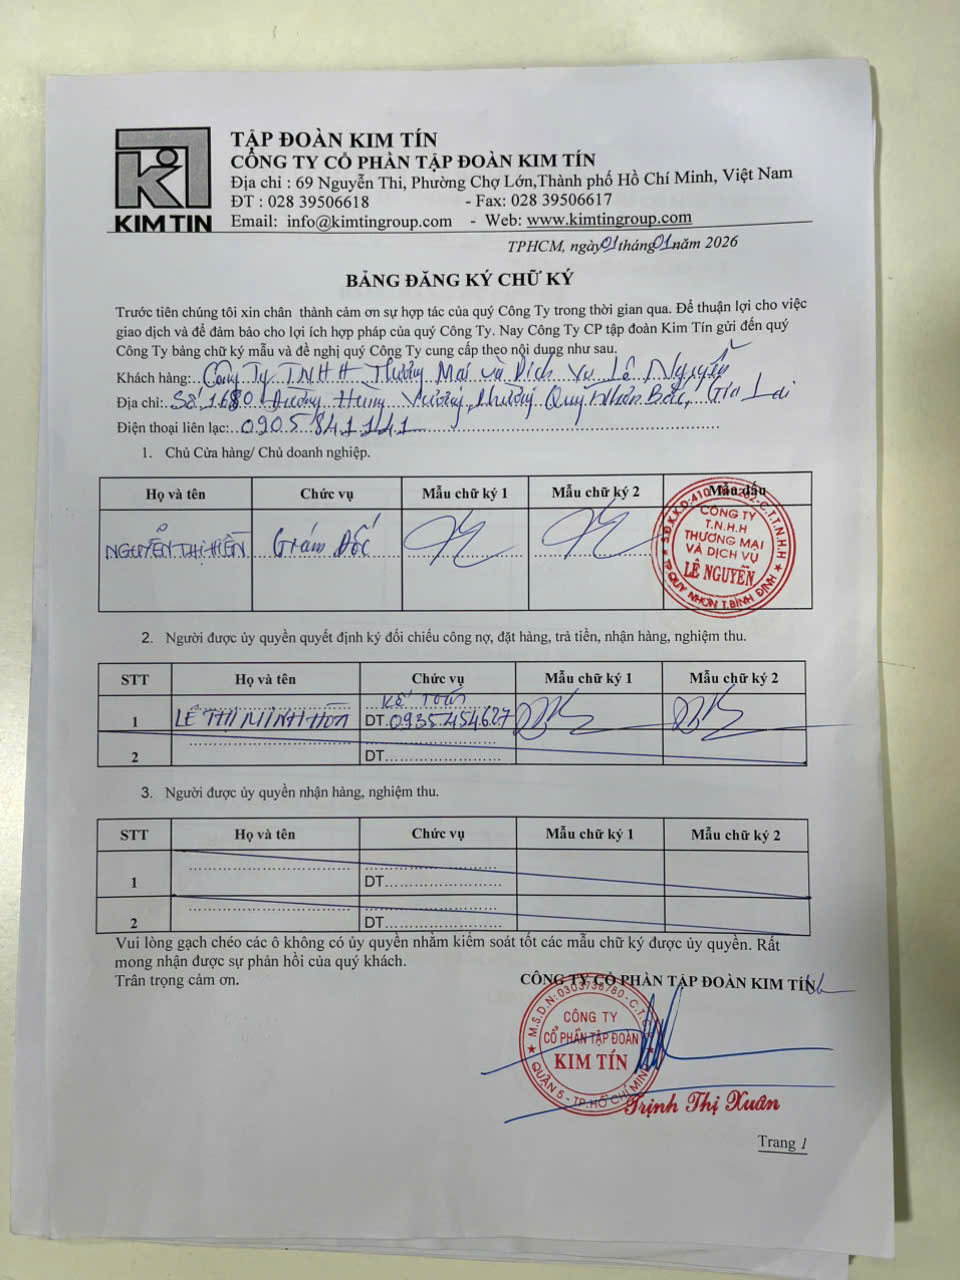 TẬP ĐOÀN KIM TÍN
CÔNG TY CỔ PHẦN TẬP ĐOÀN KIM TÍN
Địa chỉ : 69 Nguyễn Thi, Phường Chợ Lớn,Thành phố Hồ Chí Minh, Việt Nam
ĐT : 028 39506618 - Fax: 028 39506617
Email: info@kimtingroup.com - Web: www.kimtingroup.com
KIM TIN
TPHCM, ngày 01 tháng 01 năm 2026
BẢNG ĐĂNG KÝ CHỮ KÝ
Trước tiên chúng tôi xin chân thành cảm ơn sự hợp tác của quý Công Ty trong thời gian qua. Để thuận lợi cho việc
giao dịch và để đảm bảo cho lợi ích hợp pháp của quý Công Ty. Nay Công Ty CP tập đoàn Kim Tín gửi đến quý
Công Ty bảng chữ ký mẫu và đề nghị quý Công Ty cung cấp theo nội dung như sau.
Khách hàng: Công Ty TNHH Thương Mại và Dịch Vụ Lê Nguyễn
Địa chỉ: Số 1680 Đường Hùng Vương, Phường Quy Nhơn Bắc, Gia Lai
Điện thoại liên lạc: 0905 841141
1. Chủ Cửa hàng/ Chủ doanh nghiệp.
Họ và tên Chức vụ Mẫu chữ ký 1 Mẫu chữ ký 2 Mẫu dấu
NGUYỄN THỊ HIỀN Giám Đốc
CÔNG TY
T.N.H.H
THƯƠNG MẠI
VÀ DỊCH VỤ
LÊ NGUYỄN
TP.QUY NHƠN T.BÌNH ĐỊNH
2. Người được ủy quyền quyết định ký đối chiếu công nợ, đặt hàng, trả tiền, nhận hàng, nghiệm thu.
STT Họ và tên Chức vụ Mẫu chữ ký 1 Mẫu chữ ký 2
Kế Toán
1 LÊ THỊ MINH HÒA DT 0935.454.627
2 DT
3. Người được ủy quyền nhận hàng, nghiệm thu.
STT Họ và tên Chức vụ Mẫu chữ ký 1 Mẫu chữ ký 2
1 DT
2 DT
Vui lòng gạch chéo các ô không có ủy quyền nhằm kiểm soát tốt các mẫu chữ ký được ủy quyền. Rất
mong nhận được sự phản hồi của quý khách.
Trân trọng cảm ơn.
CÔNG TY CỔ PHẦN TẬP ĐOÀN KIM TÍN
M.S.D.N: 0303736780-C.T.C.P
CÔNG TY
CỔ PHẦN TẬP ĐOÀN
KIM TÍN
QUẬN 5 - TP.HỒ CHÍ MINH
Trịnh Thị Xuân
Trang 1